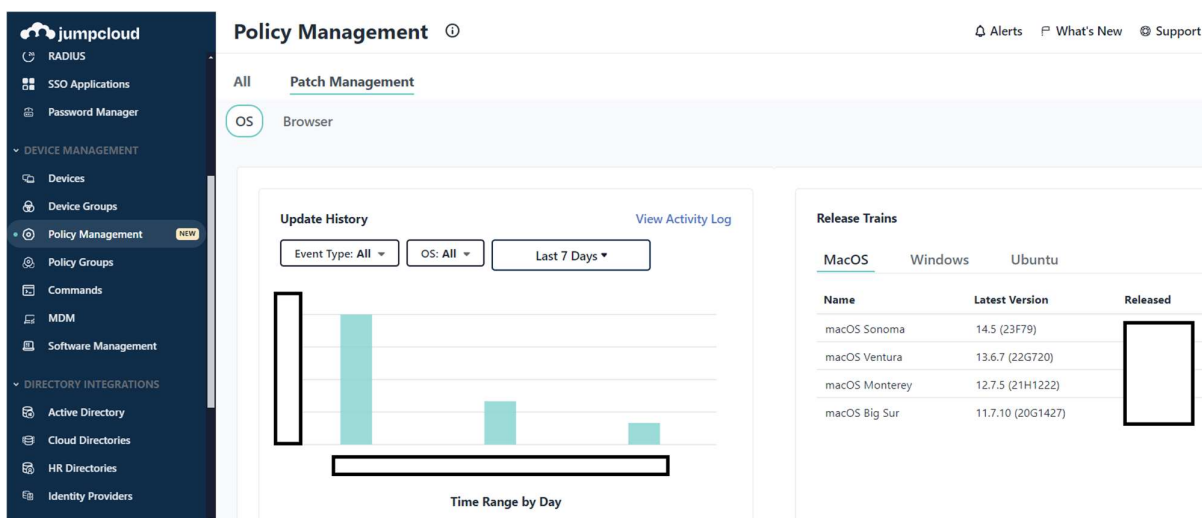 jumpcloud
RADIUS
SSO Applications
Password Manager
DEVICE MANAGEMENT
Devices
Device Groups
Policy Management NEW
Policy Groups
Commands
MDM
Software Management
DIRECTORY INTEGRATIONS
Active Directory
Cloud Directories
HR Directories
Identity Providers
Policy Management
Alerts What's New Support
All Patch Management
OS Browser
Update History View Activity Log
Event Type: All OS: All Last 7 Days
Time Range by Day
Release Trains
MacOS Windows Ubuntu
Name Latest Version Released
macOS Sonoma 14.5 (23F79)
macOS Ventura 13.6.7 (22G720)
macOS Monterey 12.7.5 (21H1222)
macOS Big Sur 11.7.10 (20G1427)